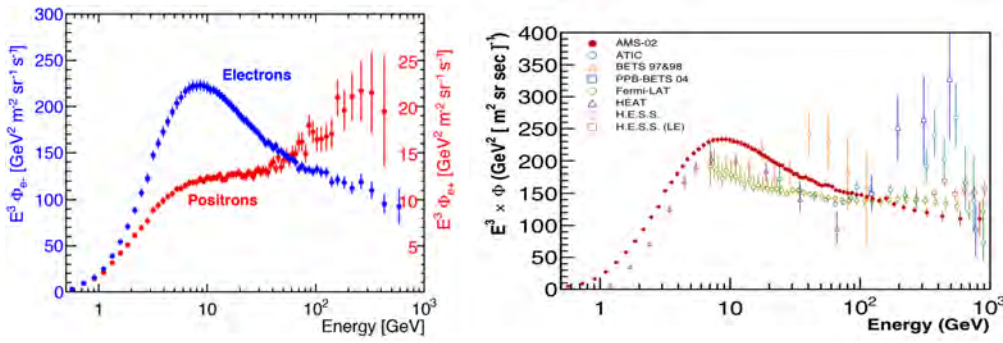 E³ Φe- [GeV² m⁻² sr⁻¹ s⁻¹]
300
250
200
150
100
50
0
Electrons
Positrons
25
20
15
10
5
E³ Φe+ [GeV² m⁻² sr⁻¹ s⁻¹]
1
10
10²
10³
Energy [GeV]
E³ × Φ (GeV² [ m² sr sec] ⁻¹)
400
350
300
250
200
150
100
50
0
AMS-02
ATIC
BETS 97&98
PPB-BETS 04
Fermi-LAT
HEAT
H.E.S.S.
H.E.S.S. (LE)
1
10
10²
10³
Energy (GeV)